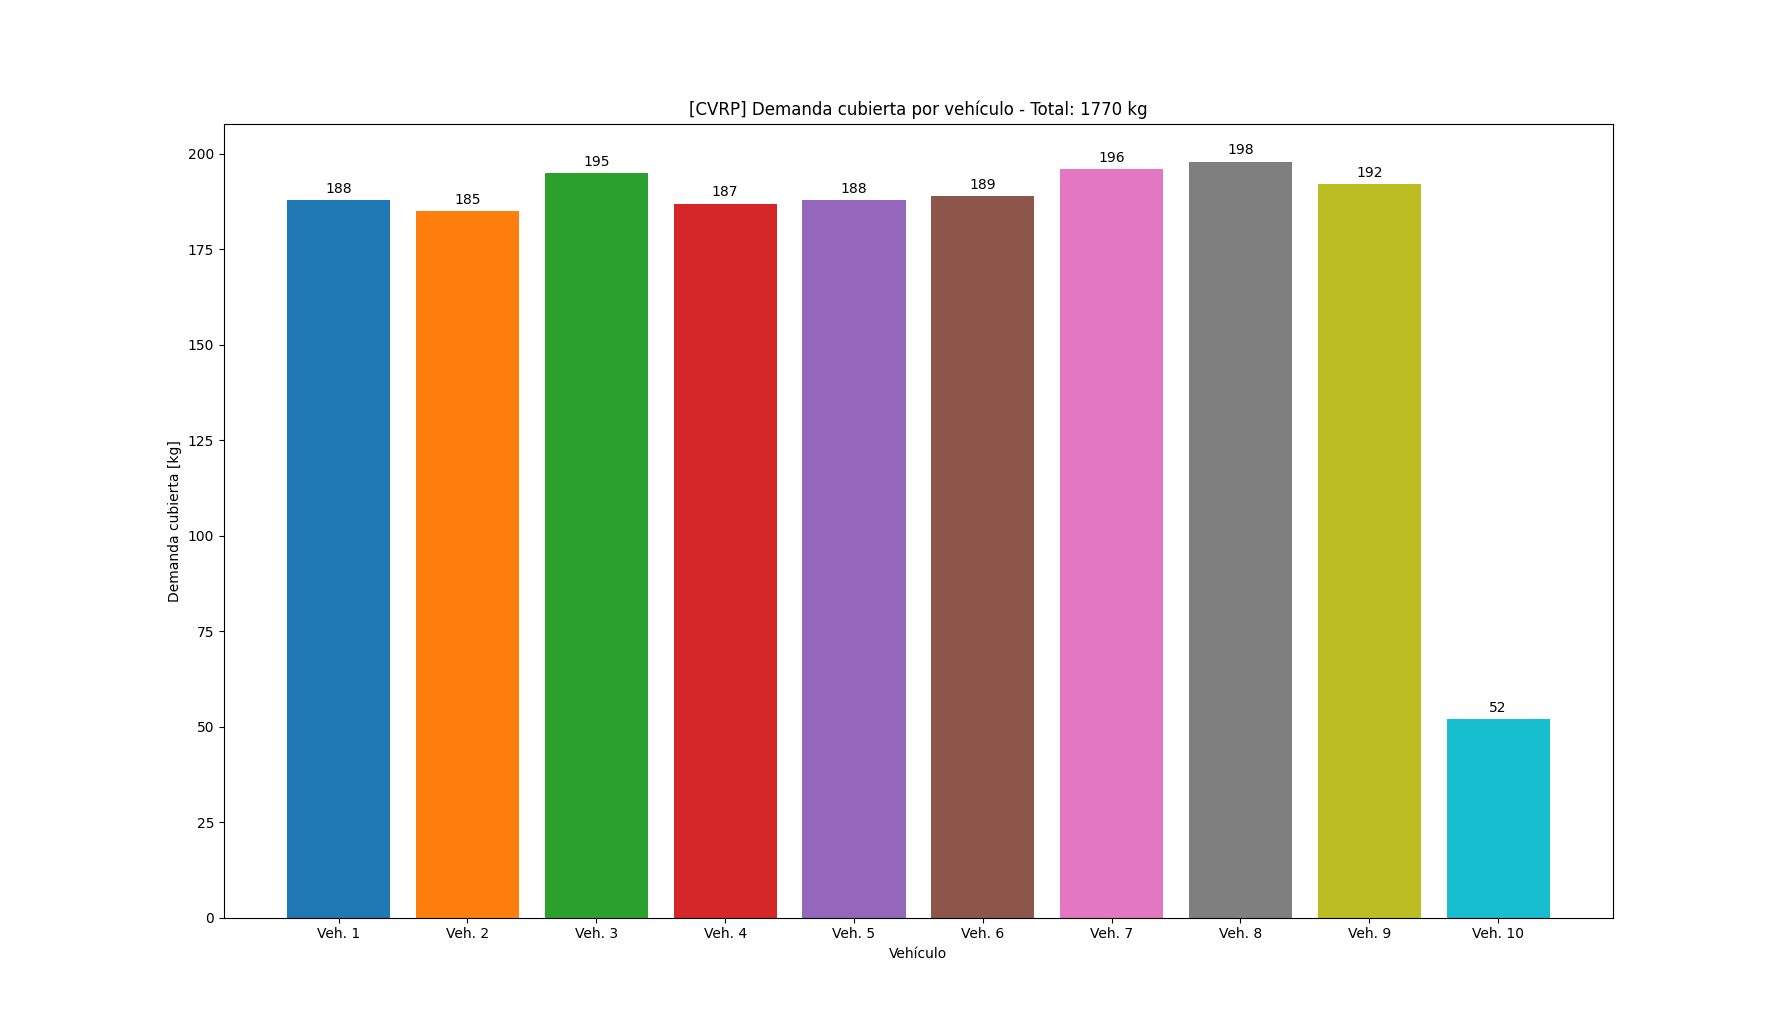 [CVRP] Demanda cubierta por vehículo - Total: 1770 kg
200
175
150
125
100
75
50
25
0
Demanda cubierta [kg]
188
185
195
187
188
189
196
198
192
52
Veh. 1
Veh. 2
Veh. 3
Veh. 4
Veh. 5
Veh. 6
Veh. 7
Veh. 8
Veh. 9
Veh. 10
Vehículo